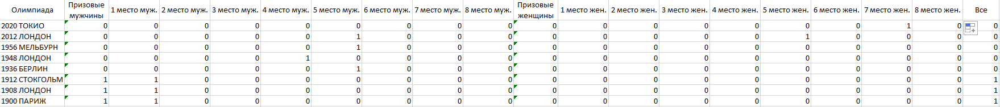 Олимпиада Призовые мужчины 1 место муж. 2 место муж. 3 место муж. 4 место муж. 5 место муж. 6 место муж. 7 место муж. 8 место муж. Призовые женщины 1 место жен. 2 место жен. 3 место жен. 4 место жен. 5 место жен. 6 место жен. 7 место жен. 8 место жен. Все
2020 ТОКИО 0 0 0 0 0 0 0 0 0 0 0 0 0 0 0 0 1 0 0
2012 ЛОНДОН 0 0 0 0 0 1 0 0 0 0 0 0 0 0 1 0 0 0 0
1956 МЕЛЬБУРН 0 0 0 0 0 1 0 0 0 0 0 0 0 0 0 0 0 0 0
1948 ЛОНДОН 0 0 0 0 1 0 0 0 0 0 0 0 0 0 0 0 0 0 0
1936 БЕРЛИН 0 0 0 0 0 1 0 0 0 0 0 0 0 0 0 0 0 0 0
1912 СТОКГОЛЬМ 1 1 0 0 0 0 0 0 0 0 0 0 0 0 0 0 0 0 1
1908 ЛОНДОН 1 1 0 0 0 0 0 0 0 0 0 0 0 0 0 0 0 0 1
1900 ПАРИЖ 1 1 0 0 0 0 0 0 0 0 0 0 0 0 0 0 0 0 1